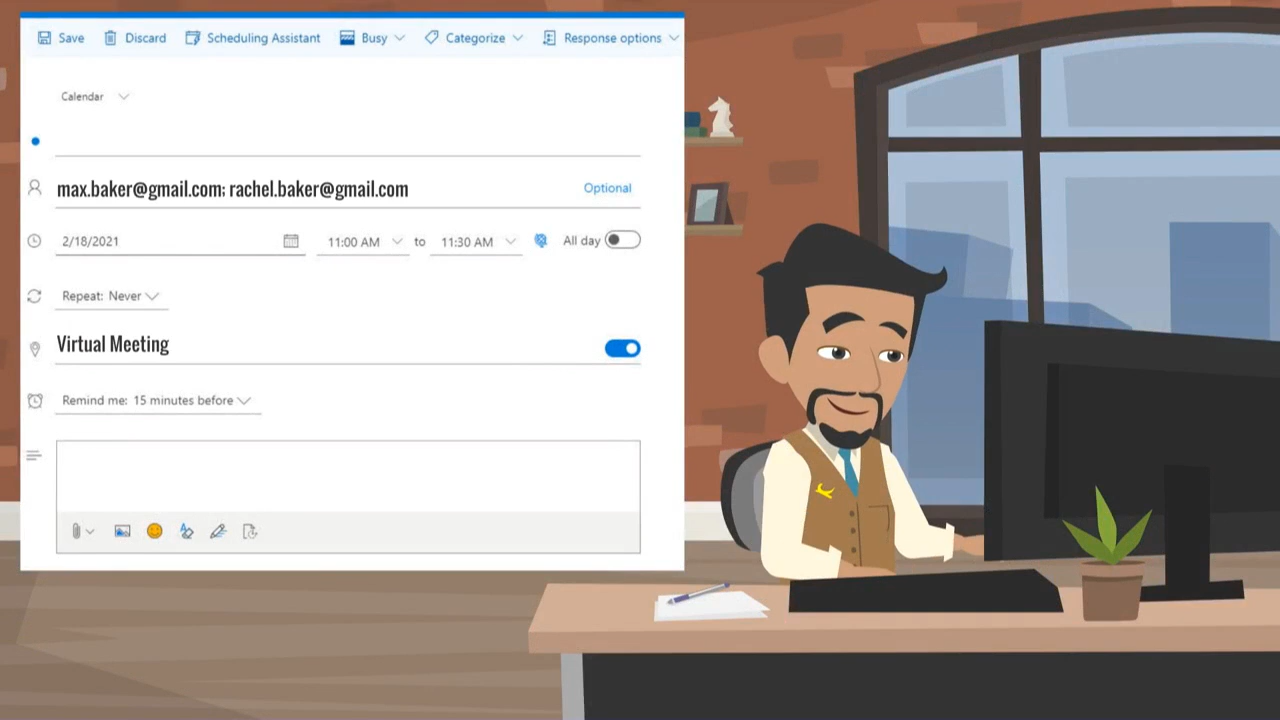 Save Discard Scheduling Assistant Busy Categorize Response options
Calendar
max.baker@gmail.com; rachel.baker@gmail.com Optional
2/18/2021 11:00 AM to 11:30 AM All day
Repeat: Never
Virtual Meeting
Remind me: 15 minutes before